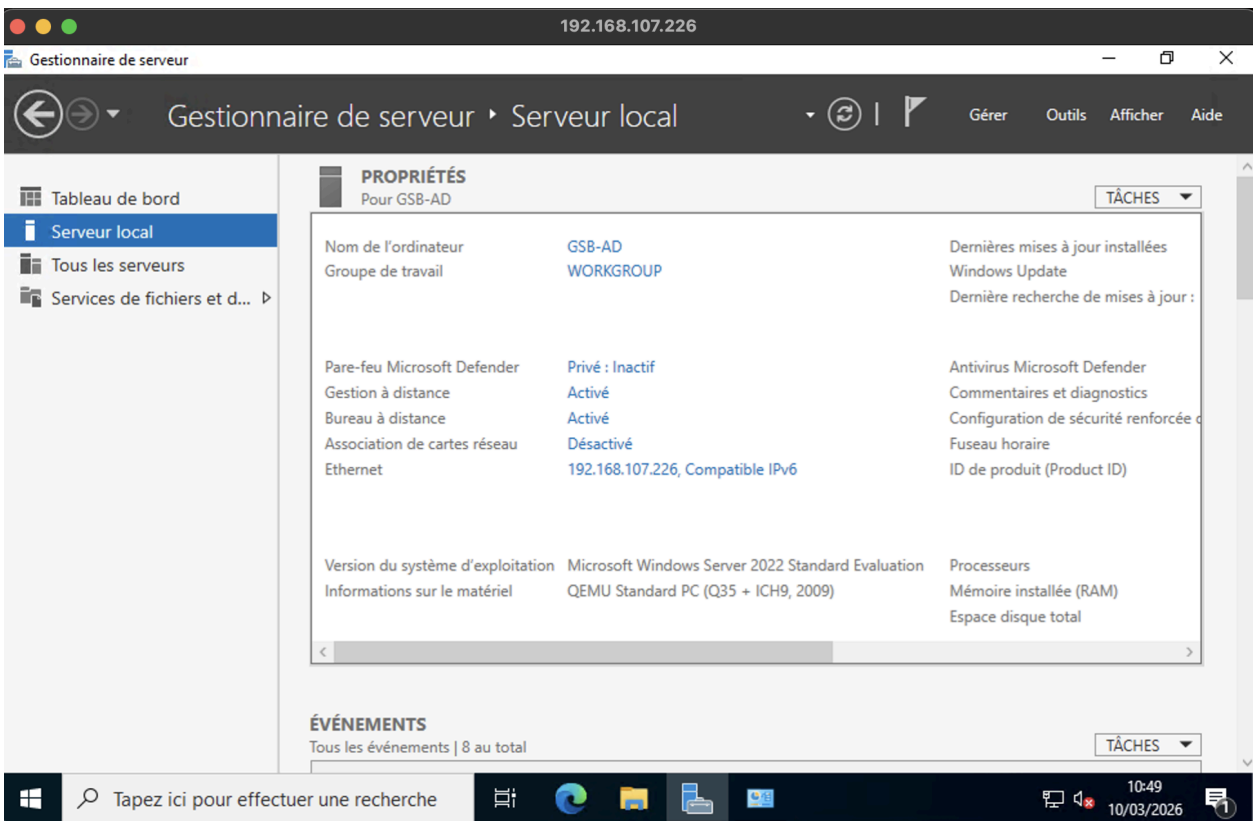 192.168.107.226
Gestionnaire de serveur
Gestionnaire de serveur ‣ Serveur local
Gérer Outils Afficher Aide
Tableau de bord
Serveur local
Tous les serveurs
Services de fichiers et d...
PROPRIÉTÉS
Pour GSB-AD
TÂCHES
Nom de l'ordinateur GSB-AD Dernières mises à jour installées
Groupe de travail WORKGROUP Windows Update
Dernière recherche de mises à jour :
Pare-feu Microsoft Defender Privé : Inactif Antivirus Microsoft Defender
Gestion à distance Activé Commentaires et diagnostics
Bureau à distance Activé Configuration de sécurité renforcée
Association de cartes réseau Désactivé Fuseau horaire
Ethernet 192.168.107.226, Compatible IPv6 ID de produit (Product ID)
Version du système d'exploitation Microsoft Windows Server 2022 Standard Evaluation Processeurs
Informations sur le matériel QEMU Standard PC (Q35 + ICH9, 2009) Mémoire installée (RAM)
Espace disque total
ÉVÉNEMENTS
Tous les événements | 8 au total
TÂCHES
Tapez ici pour effectuer une recherche
10:49
10/03/2026
1